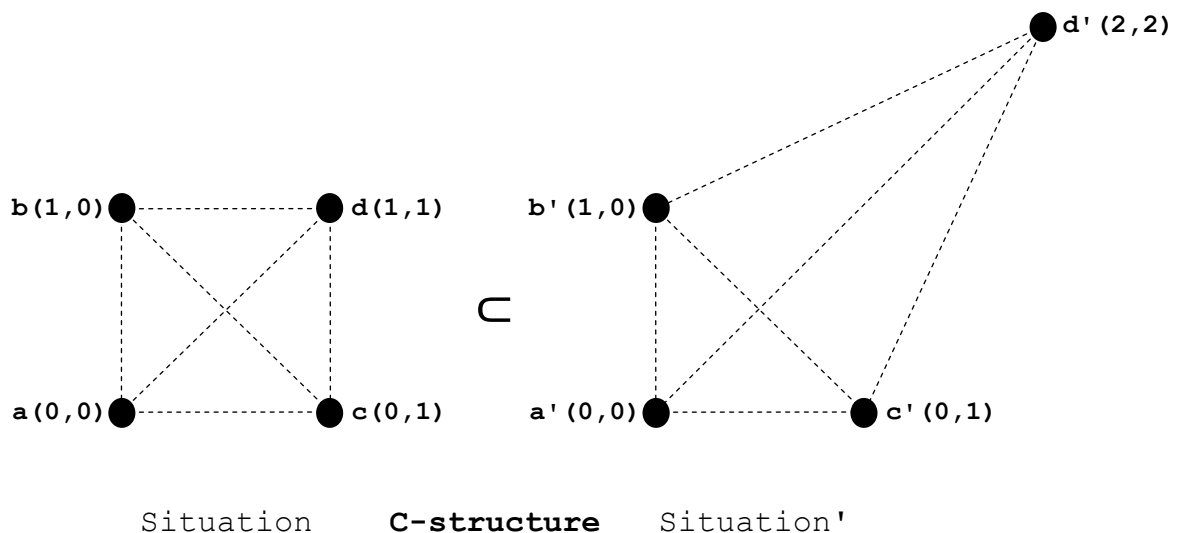 d'(2,2)
b(1,0) d(1,1) b'(1,0)
⊂
a(0,0) c(0,1) a'(0,0) c'(0,1)
Situation C-structure Situation'